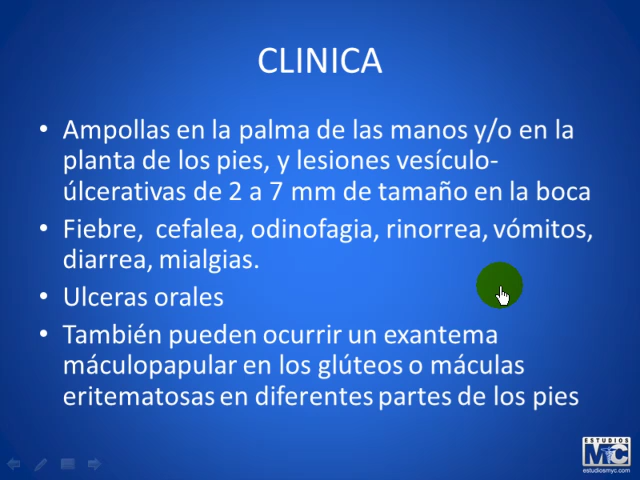 CLINICA
• Ampollas en la palma de las manos y/o en la
planta de los pies, y lesiones vesículo-
úlcerativas de 2 a 7 mm de tamaño en la boca
• Fiebre, cefalea, odinofagia, rinorrea, vómitos,
diarrea, mialgias.
• Ulceras orales
• También pueden ocurrir un exantema
máculopapular en los glúteos o máculas
eritematosas en diferentes partes de los pies
ESTUDIOS
MyC
estudiosmyc.com